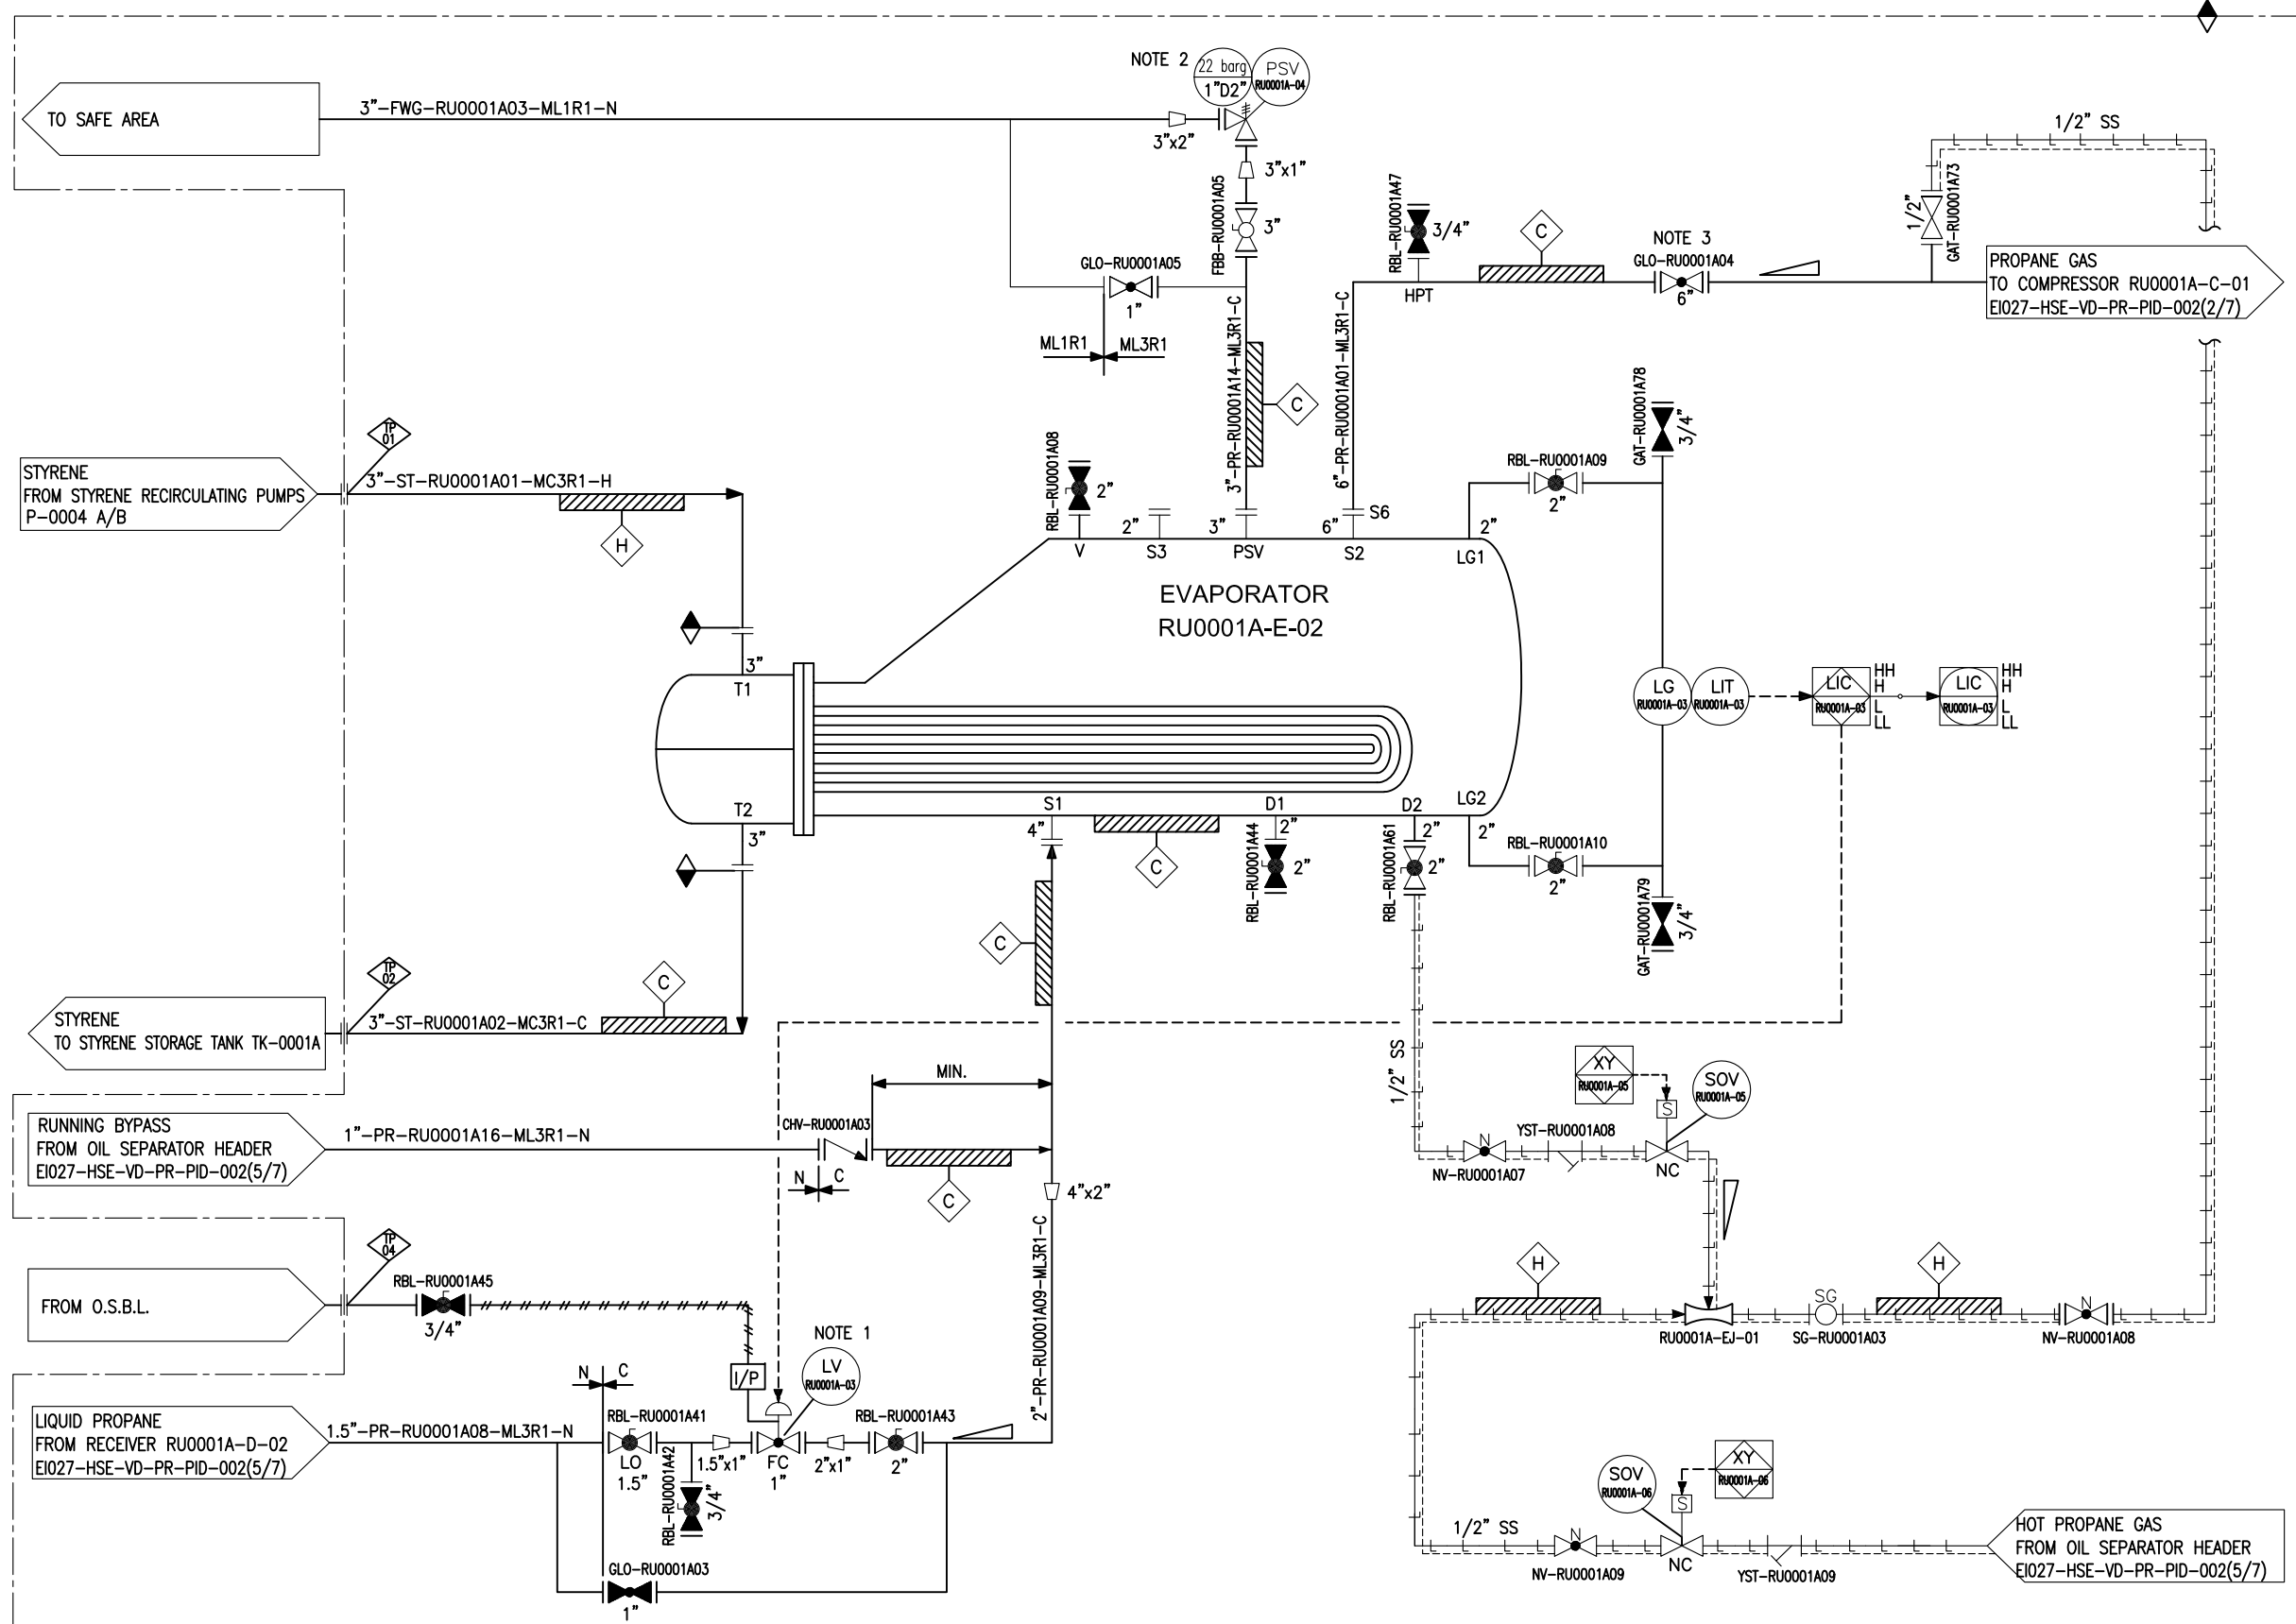 NOTE 2
22 barg
1"D2"
PSV
RU0001A-04
TO SAFE AREA
3"-FWG-RU0001A03-ML1R1-N
3"x2"
3"x1"
FBB-RU0001A05
3"
GLO-RU0001A05
1"
ML1R1
ML3R1
3"-PR-RU0001A14-ML3R1-C
C
RBL-RU0001A47
3/4"
HPT
C
NOTE 3
GLO-RU0001A04
6"
6"-PR-RU0001A01-ML3R1-C
1/2" SS
1/2"
GAT-RU0001A73
PROPANE GAS
TO COMPRESSOR RU0001A-C-01
EI027-HSE-VD-PR-PID-002(2/7)
TP
01
STYRENE
FROM STYRENE RECIRCULATING PUMPS
P-0004 A/B
3"-ST-RU0001A01-MC3R1-H
H
RBL-RU0001A08
2"
V
2"
S3
3"
PSV
6"
S6
S2
2"
LG1
RBL-RU0001A09
2"
GAT-RU0001A78
3/4"
EVAPORATOR
RU0001A-E-02
3"
T1
T2
3"
LG
RU0001A-03
LIT
RU0001A-03
LIC
RU0001A-03
HH
H
L
LL
LIC
RU0001A-03
HH
H
L
LL
S1
4"
C
D1
2"
RBL-RU0001A44
2"
D2
2"
RBL-RU0001A61
2"
LG2
2"
RBL-RU0001A10
2"
GAT-RU0001A79
3/4"
C
TP
02
C
STYRENE
TO STYRENE STORAGE TANK TK-0001A
3"-ST-RU0001A02-MC3R1-C
MIN.
RUNNING BYPASS
FROM OIL SEPARATOR HEADER
EI027-HSE-VD-PR-PID-002(5/7)
1"-PR-RU0001A16-ML3R1-N
CHV-RU0001A03
N
C
C
4"x2"
1/2" SS
XY
RU0001A-05
SOV
RU0001A-05
S
N
NV-RU0001A07
YST-RU0001A08
NC
TP
04
FROM O.S.B.L.
RBL-RU0001A45
3/4"
2"-PR-RU0001A09-ML3R1-C
H
RU0001A-EJ-01
SG
SG-RU0001A03
H
N
NV-RU0001A08
NOTE 1
LV
RU0001A-03
I/P
N
C
LIQUID PROPANE
FROM RECEIVER RU0001A-D-02
EI027-HSE-VD-PR-PID-002(5/7)
1.5"-PR-RU0001A08-ML3R1-N
RBL-RU0001A41
LO
1.5"
RBL-RU0001A42
3/4"
1.5"x1"
FC
1"
2"x1"
RBL-RU0001A43
2"
GLO-RU0001A03
1"
SOV
RU0001A-06
XY
RU0001A-06
S
1/2" SS
N
NV-RU0001A09
NC
YST-RU0001A09
HOT PROPANE GAS
FROM OIL SEPARATOR HEADER
EI027-HSE-VD-PR-PID-002(5/7)